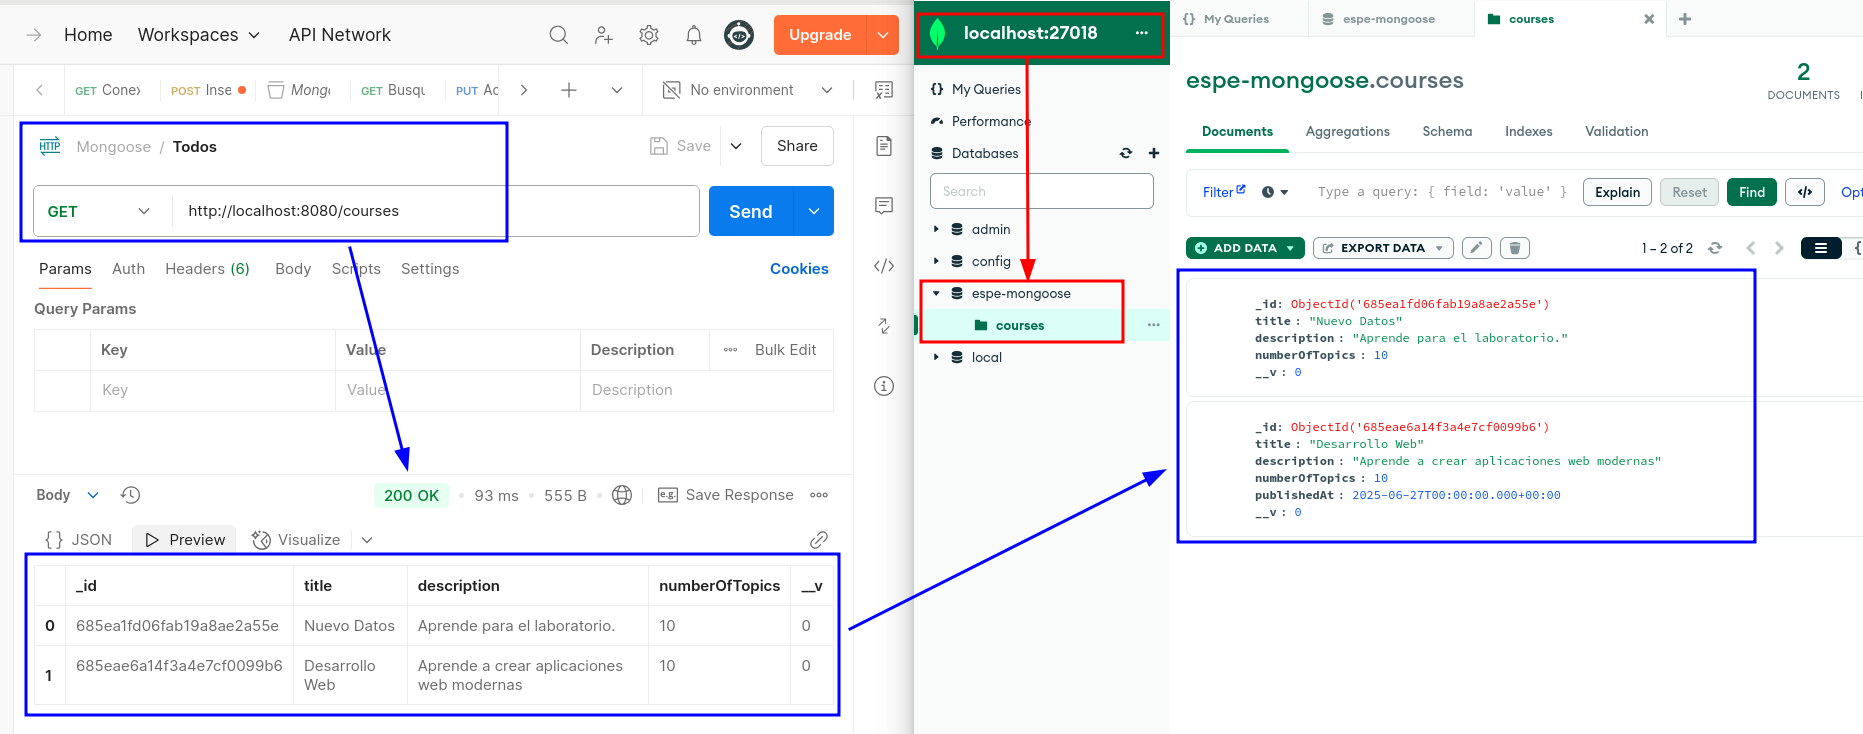 Home Workspaces API Network Upgrade
GET Conex POST Inse Mongo GET Busqu PUT Ac No environment
HTTP Mongoose / Todos Save Share
GET http://localhost:8080/courses Send
Params Auth Headers (6) Body Scripts Settings Cookies
Query Params
Key Value Description Bulk Edit
Key Value Description
Body 200 OK 93 ms 555 B e.g. Save Response
{} JSON Preview Visualize
_id title description numberOfTopics __v
0 685ea1fd06fab19a8ae2a55e Nuevo Datos Aprende para el laboratorio. 10 0
1 685eae6a14f3a4e7cf0099b6 Desarrollo Web Aprende a crear aplicaciones web modernas 10 0
localhost:27018
{} My Queries
Performance
Databases
Search
admin
config
espe-mongoose
courses
local
{} My Queries espe-mongoose courses
espe-mongoose.courses
2
DOCUMENTS
Documents Aggregations Schema Indexes Validation
Filter Type a query: { field: 'value' } Explain Reset Find </> Opt
ADD DATA EXPORT DATA 1 – 2 of 2
_id: ObjectId('685ea1fd06fab19a8ae2a55e')
title : "Nuevo Datos"
description : "Aprende para el laboratorio."
numberOfTopics : 10
__v : 0
_id: ObjectId('685eae6a14f3a4e7cf0099b6')
title : "Desarrollo Web"
description : "Aprende a crear aplicaciones web modernas"
numberOfTopics : 10
publishedAt : 2025-06-27T00:00:00.000+00:00
__v : 0